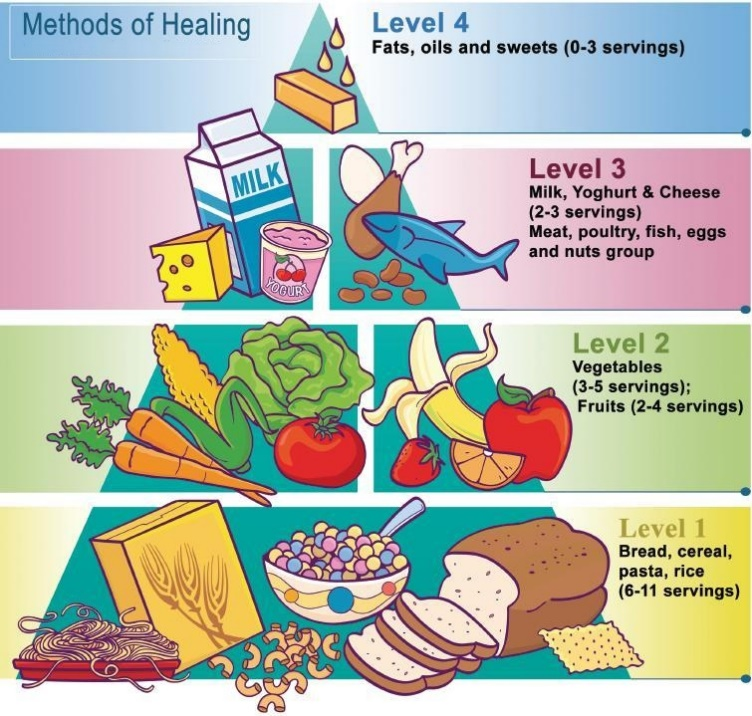 Methods of Healing
Level 4
Fats, oils and sweets (0-3 servings)
MILK
YOGURT
Level 3
Milk, Yoghurt & Cheese
(2-3 servings)
Meat, poultry, fish, eggs
and nuts group
Level 2
Vegetables
(3-5 servings);
Fruits (2-4 servings)
Level 1
Bread, cereal,
pasta, rice
(6-11 servings)